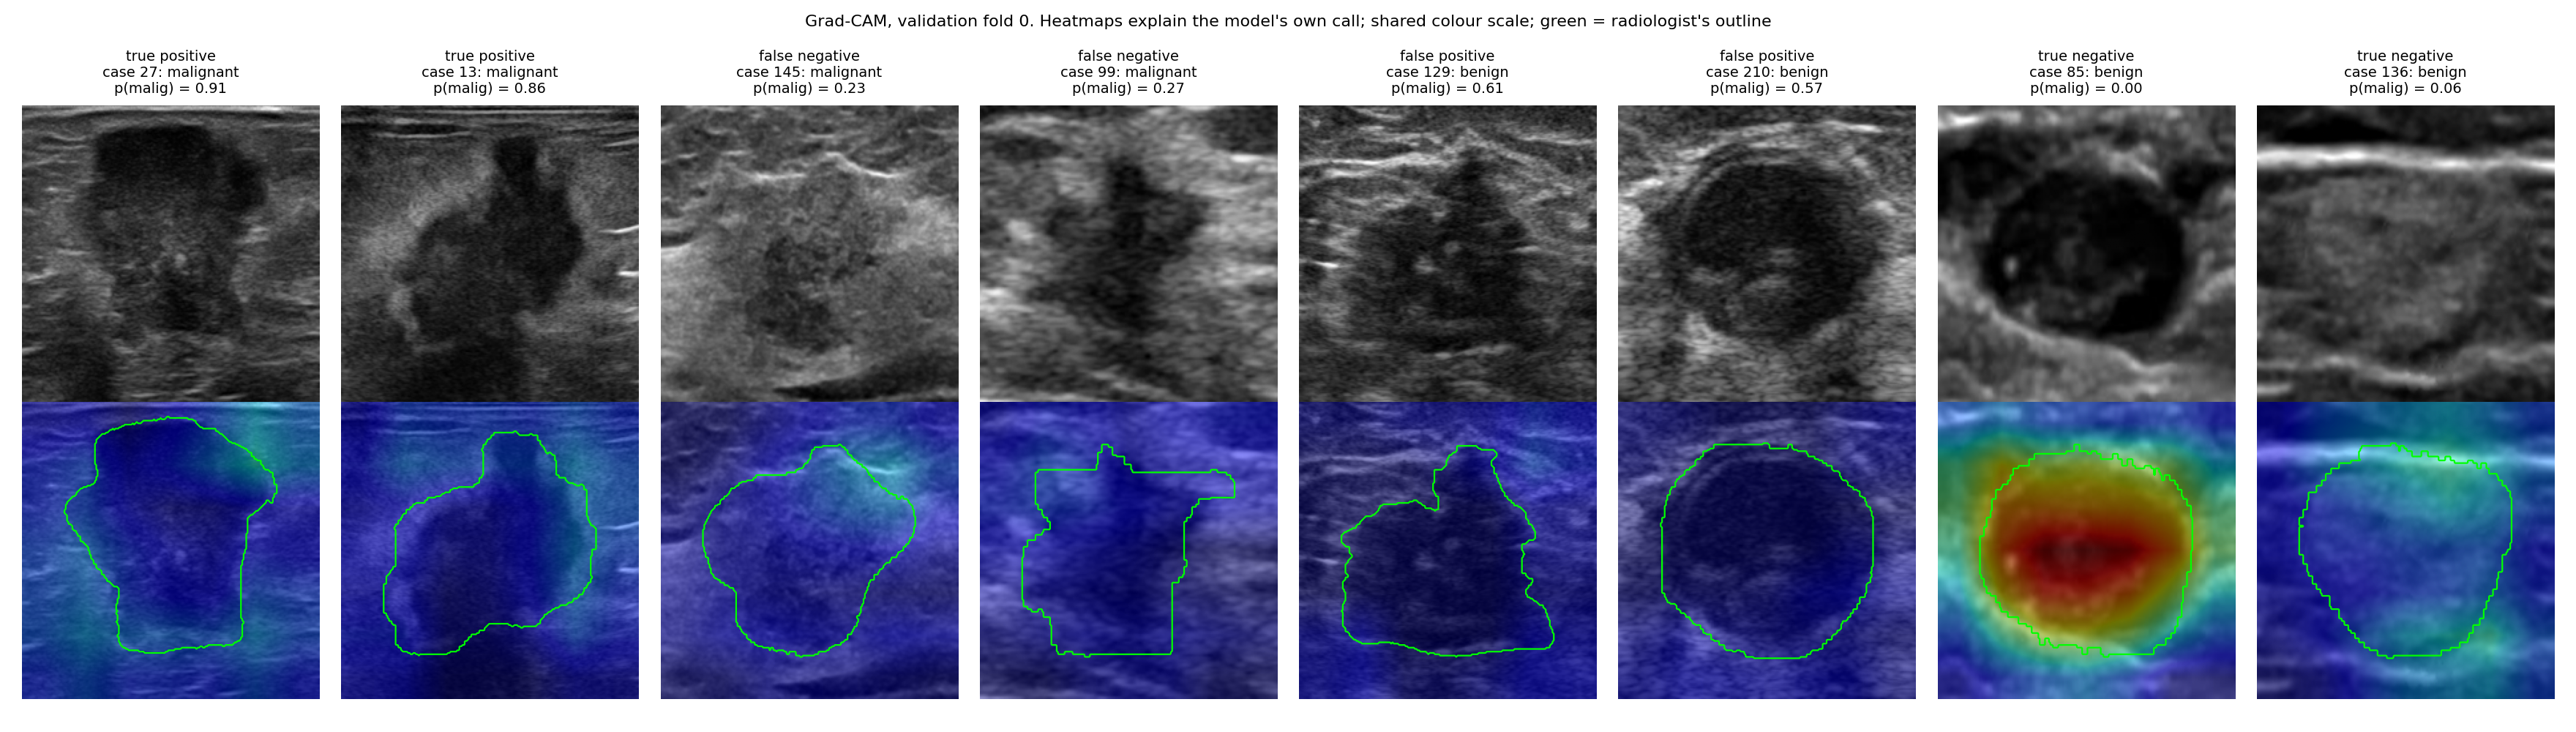 Grad-CAM, validation fold 0. Heatmaps explain the model's own call; shared colour scale; green = radiologist's outline
true positive
case 27: malignant
p(malig) = 0.91
true positive
case 13: malignant
p(malig) = 0.86
false negative
case 145: malignant
p(malig) = 0.23
false negative
case 99: malignant
p(malig) = 0.27
false positive
case 129: benign
p(malig) = 0.61
false positive
case 210: benign
p(malig) = 0.57
true negative
case 85: benign
p(malig) = 0.00
true negative
case 136: benign
p(malig) = 0.06